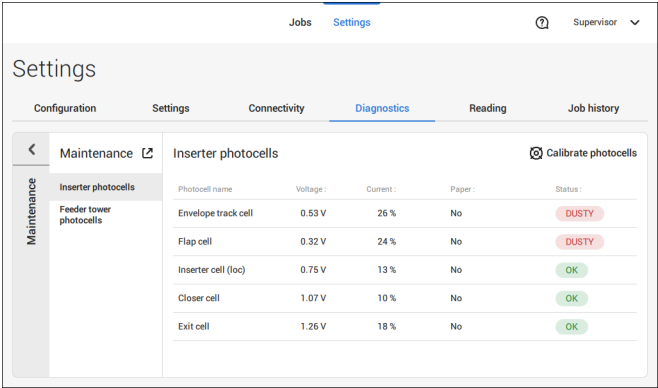 Jobs Settings Supervisor
Settings
Configuration Settings Connectivity Diagnostics Reading Job history
Maintenance
Maintenance
Inserter photocells
Feeder tower
photocells
Inserter photocells Calibrate photocells
Photocell name Voltage : Current : Paper : Status :
Envelope track cell 0.53 V 26 % No DUSTY
Flap cell 0.32 V 24 % No DUSTY
Inserter cell (loc) 0.75 V 13 % No OK
Closer cell 1.07 V 10 % No OK
Exit cell 1.26 V 18 % No OK